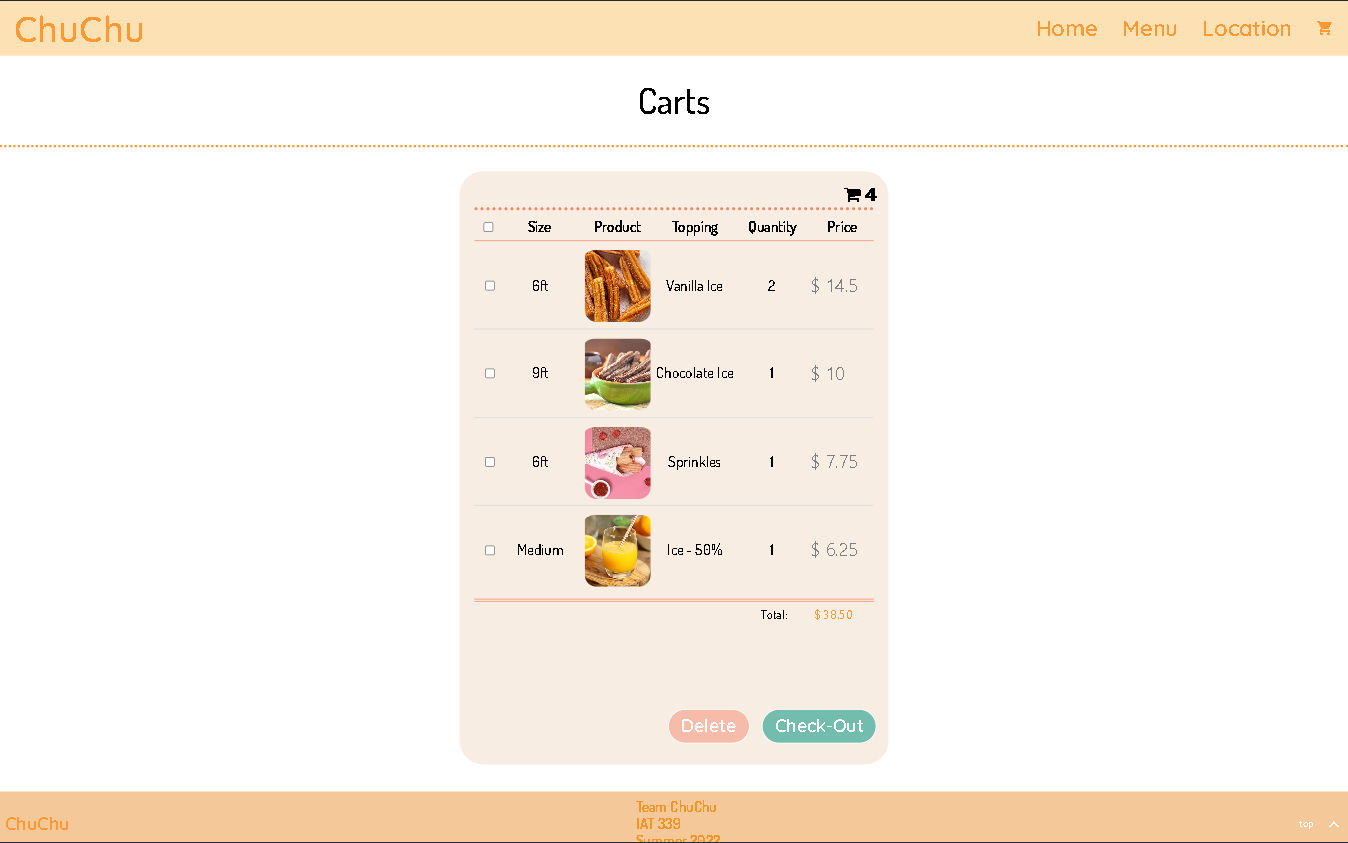 ChuChu
Home Menu Location
Carts
4
Size Product Topping Quantity Price
6ft Vanilla Ice 2 $ 14.5
9ft Chocolate Ice 1 $ 10
6ft Sprinkles 1 $ 7.75
Medium Ice - 50% 1 $ 6.25
Total: $38.50
Delete Check-Out
Team ChuChu
ChuChu IAT 339 top
Summer 2022